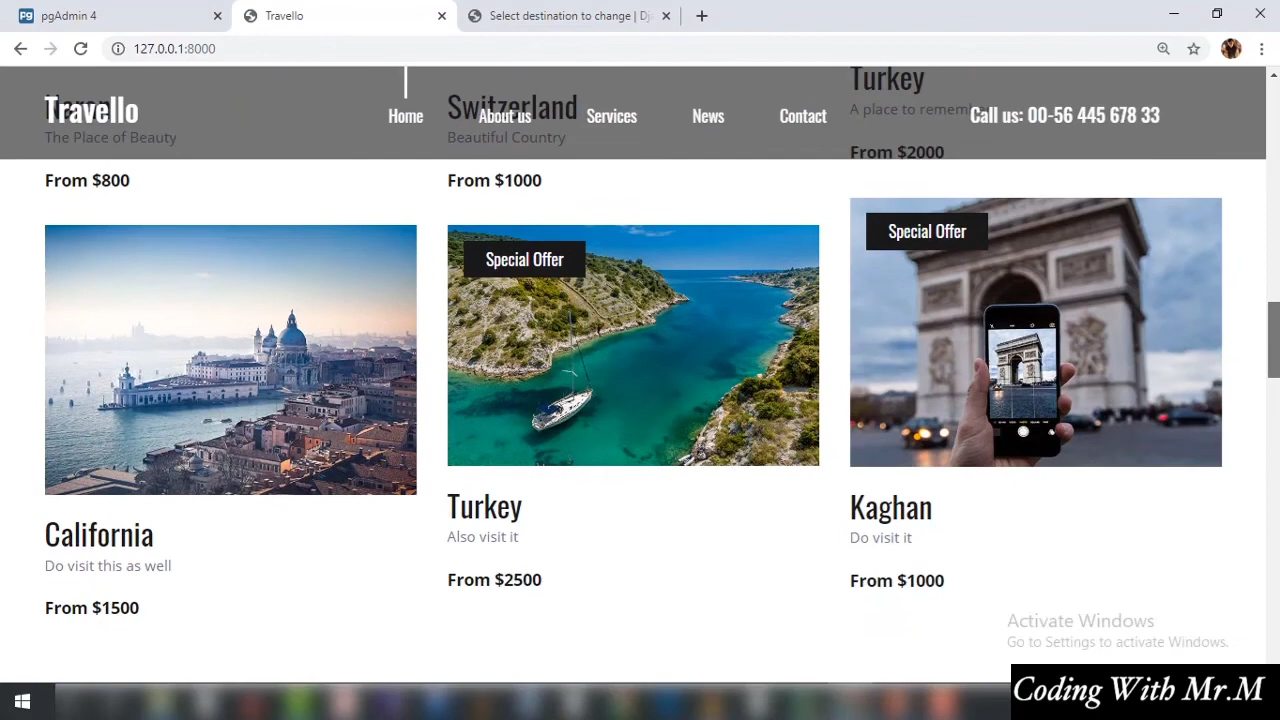 pgAdmin 4
Travello
Select destination to change | Dj
127.0.0.1:8000
Travello
Home
About us
Services
News
Contact
Call us: 00-56 445 678 33
The Place of Beauty
From $800
Switzerland
Beautiful Country
From $1000
Turkey
A place to remember
From $2000
Special Offer
Special Offer
California
Do visit this as well
From $1500
Turkey
Also visit it
From $2500
Kaghan
Do visit it
From $1000
Activate Windows
Go to Settings to activate Windows.
Coding With Mr.M